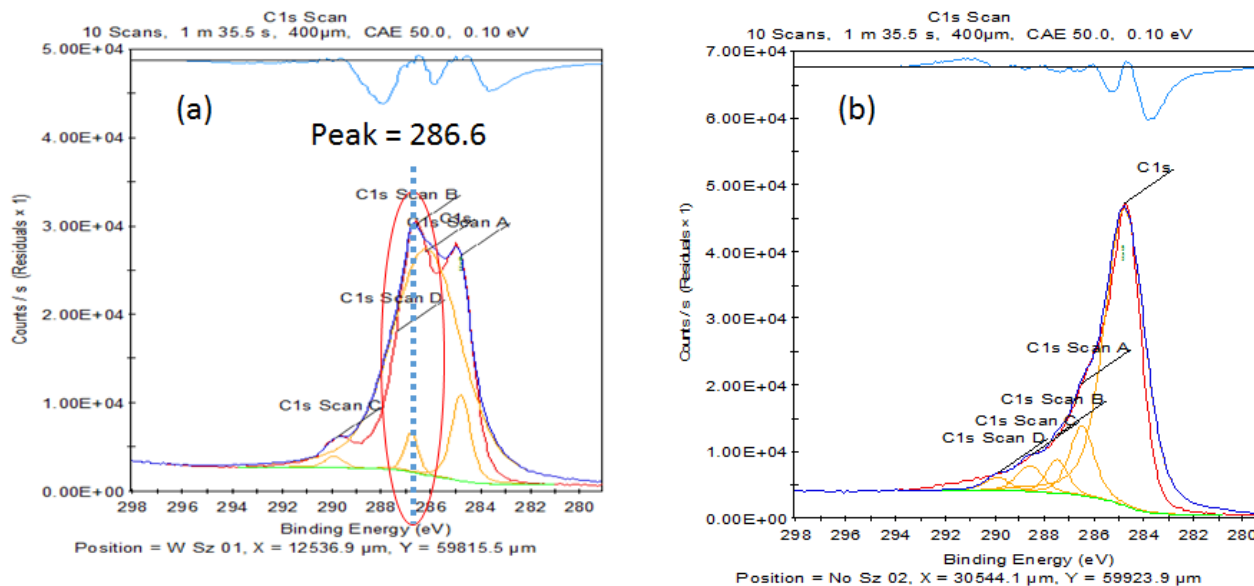 C1s Scan
10 Scans, 1 m 35.5 s, 400µm, CAE 50.0, 0.10 eV
5.00E+04
(a)
4.00E+04
Peak = 286.6
C1s Scan B
3.00E+04
C1s
C1s Scan A
C1s Scan D
2.00E+04
C1s Scan C
1.00E+04
0.00E+00
Counts / s (Residuals × 1)
298 296 294 292 290 288 286 284 282 280
Binding Energy (eV)
Position = W Sz 01, X = 12536.9 µm, Y = 59815.5 µm
C1s Scan
10 Scans, 1 m 35.5 s, 400µm, CAE 50.0, 0.10 eV
7.00E+04
(b)
6.00E+04
C1s
5.00E+04
4.00E+04
3.00E+04
C1s Scan A
2.00E+04
C1s Scan B
C1s Scan C
C1s Scan D
1.00E+04
0.00E+00
Counts / s (Residuals × 1)
298 296 294 292 290 288 286 284 282 280
Binding Energy (eV)
Position = No Sz 02, X = 30544.1 µm, Y = 59923.9 µm